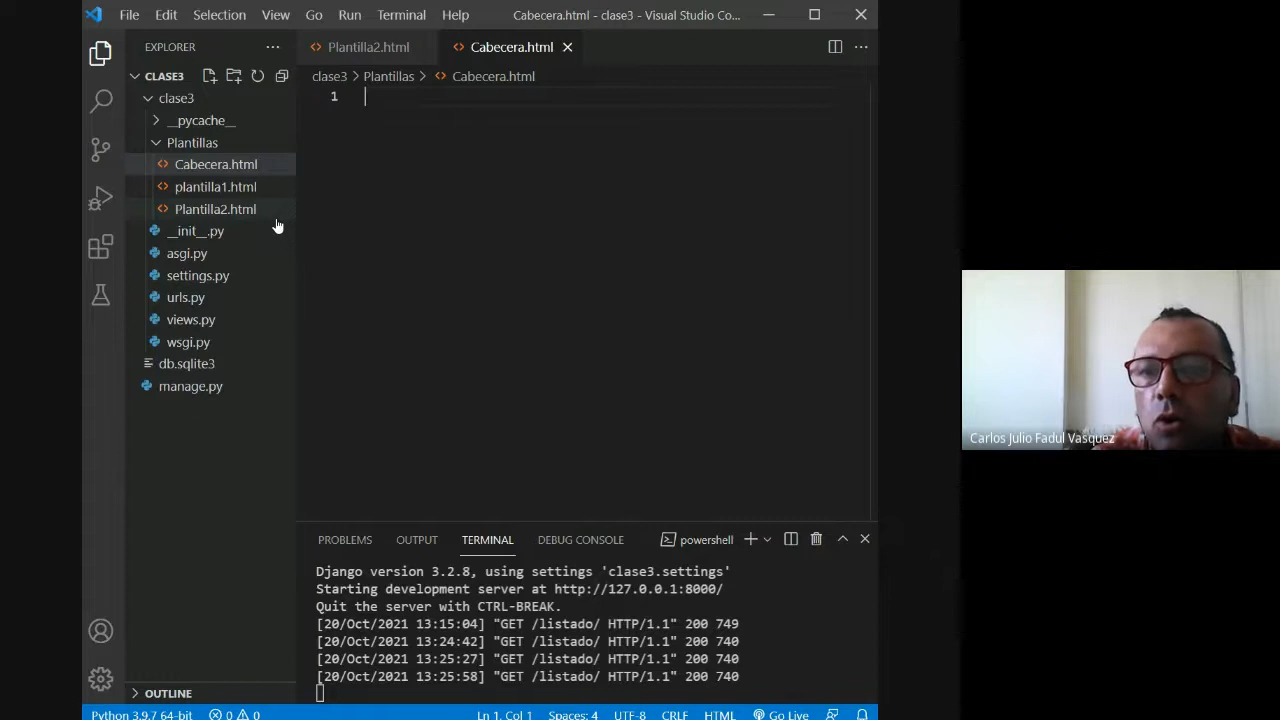 File Edit Selection View Go Run Terminal Help Cabecera.html - clase3 - Visual Studio Co...
EXPLORER
Plantilla2.html Cabecera.html
CLASE3
clase3 Plantillas Cabecera.html
1
clase3
__pycache__
Plantillas
Cabecera.html
plantilla1.html
Plantilla2.html
__init__.py
asgi.py
settings.py
urls.py
views.py
wsgi.py
db.sqlite3
manage.py
Carlos Julio Fadul Vasquez
PROBLEMS OUTPUT TERMINAL DEBUG CONSOLE powershell
Django version 3.2.8, using settings 'clase3.settings'
Starting development server at http://127.0.0.1:8000/
Quit the server with CTRL-BREAK.
[20/Oct/2021 13:15:04] "GET /listado/ HTTP/1.1" 200 749
[20/Oct/2021 13:24:42] "GET /listado/ HTTP/1.1" 200 740
[20/Oct/2021 13:25:27] "GET /listado/ HTTP/1.1" 200 740
[20/Oct/2021 13:25:58] "GET /listado/ HTTP/1.1" 200 740
OUTLINE
Python 3.9.7 64-bit 0 0 Ln 1, Col 1 Spaces: 4 UTF-8 CRLF HTML Go Live